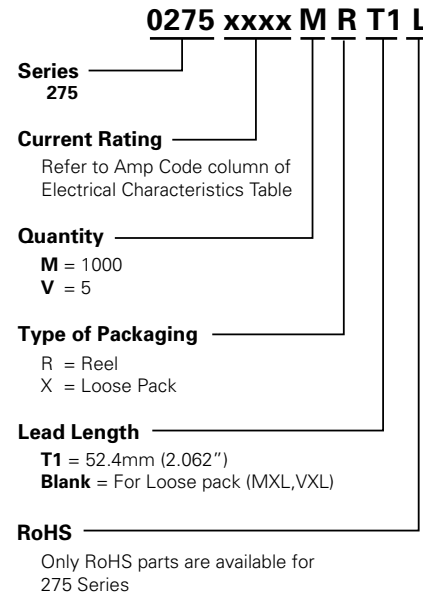 0275 xxxx M R T1 L
Series
275
Current Rating
Refer to Amp Code column of
Electrical Characteristics Table
Quantity
M = 1000
V = 5
Type of Packaging
R = Reel
X = Loose Pack
Lead Length
T1 = 52.4mm (2.062”)
Blank = For Loose pack (MXL,VXL)
RoHS
Only RoHS parts are available for
275 Series